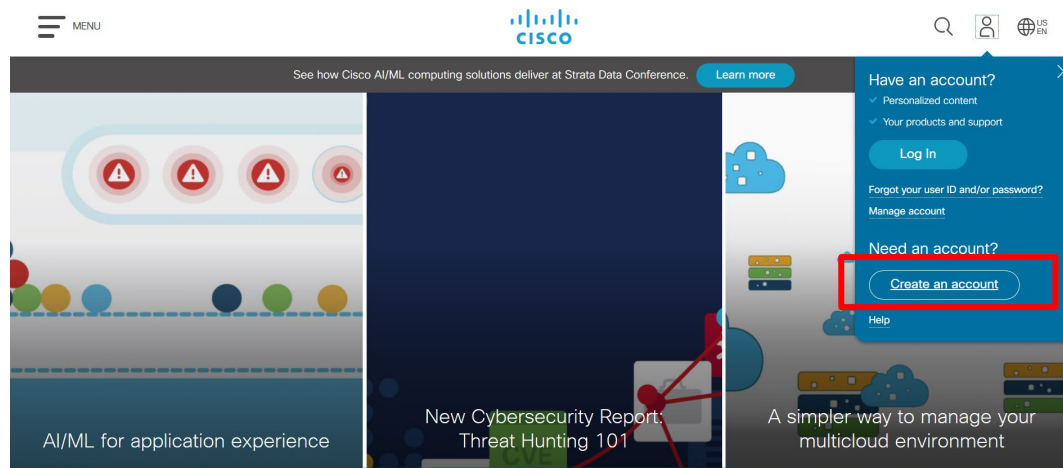 MENU
CISCO
US
EN
See how Cisco AI/ML computing solutions deliver at Strata Data Conference.
Learn more
Have an account?
Personalized content
Your products and support
Log In
Forgot your user ID and/or password?
Manage account
Need an account?
Create an account
Help
AI/ML for application experience
New Cybersecurity Report:
Threat Hunting 101
CVE
A simpler way to manage your
multicloud environment